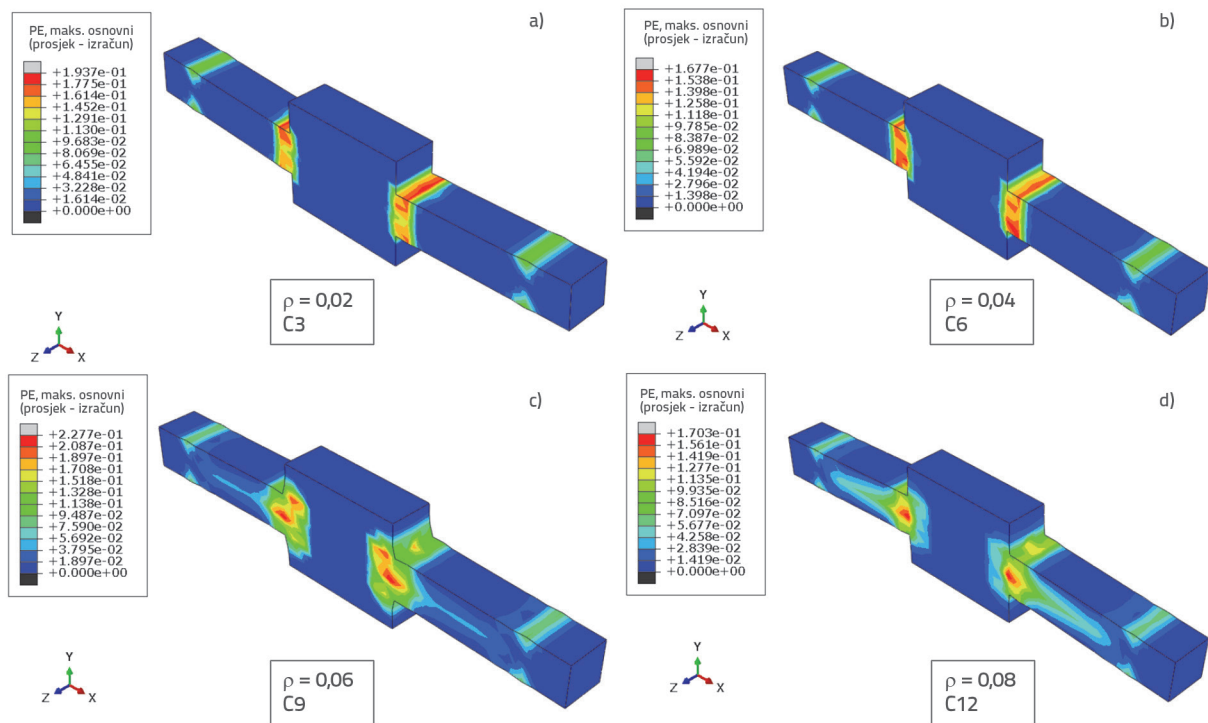 a)
PE, maks. osnovni
(prosjek - izračun)
+1.937e-01
+1.775e-01
+1.614e-01
+1.452e-01
+1.291e-01
+1.130e-01
+9.683e-02
+8.069e-02
+6.455e-02
+4.841e-02
+3.228e-02
+1.614e-02
+0.000e+00
Y
Z
X
ρ = 0,02
C3
b)
PE, maks. osnovni
(prosjek - izračun)
+1.677e-01
+1.538e-01
+1.398e-01
+1.258e-01
+1.118e-01
+9.785e-02
+8.387e-02
+6.989e-02
+5.592e-02
+4.194e-02
+2.796e-02
+1.398e-02
+0.000e+00
Y
Z
X
ρ = 0,04
C6
c)
PE, maks. osnovni
(prosjek - izračun)
+2.277e-01
+2.087e-01
+1.897e-01
+1.708e-01
+1.518e-01
+1.328e-01
+1.138e-01
+9.487e-02
+7.590e-02
+5.692e-02
+3.795e-02
+1.897e-02
+0.000e+00
Y
Z
X
ρ = 0,06
C9
d)
PE, maks. osnovni
(prosjek - izračun)
+1.703e-01
+1.561e-01
+1.419e-01
+1.277e-01
+1.135e-01
+9.935e-02
+8.516e-02
+7.097e-02
+5.677e-02
+4.258e-02
+2.839e-02
+1.419e-02
+0.000e+00
Y
Z
X
ρ = 0,08
C12